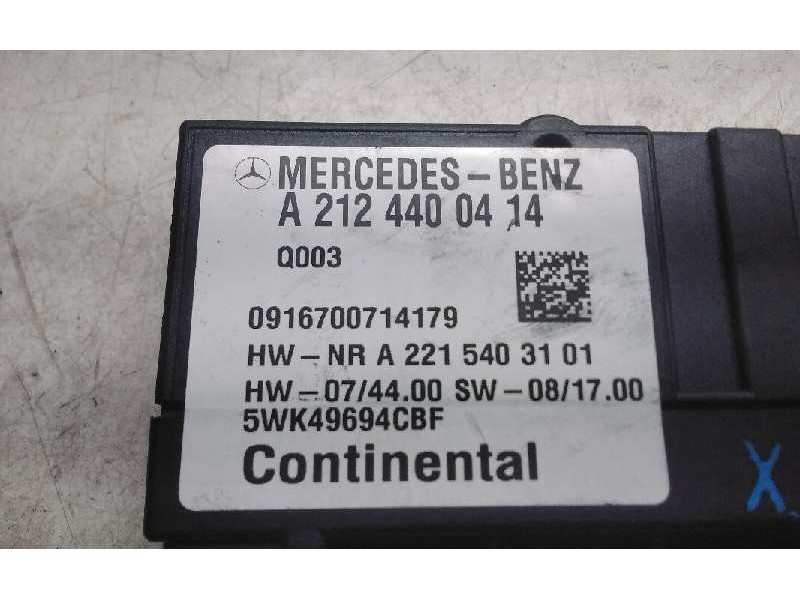 MERCEDES-BENZ
A 212 440 04 14
Q003
0916700714179
HW-NR A 221 540 31 01
HW-07/44.00 SW-08/17.00
5WK49694CBF
Continental
X